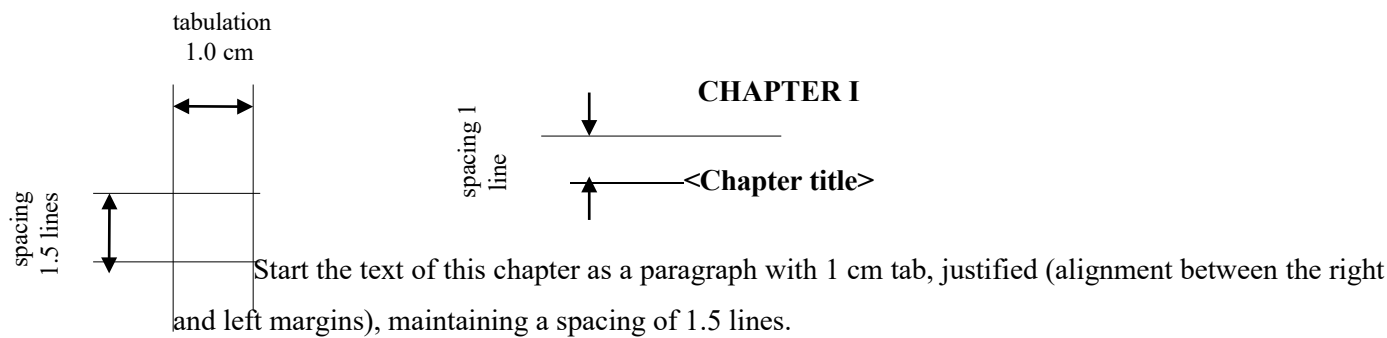 tabulation
1.0 cm
CHAPTER I
spacing 1
line
<Chapter title>
spacing
1.5 lines
Start the text of this chapter as a paragraph with 1 cm tab, justified (alignment between the right
and left margins), maintaining a spacing of 1.5 lines.